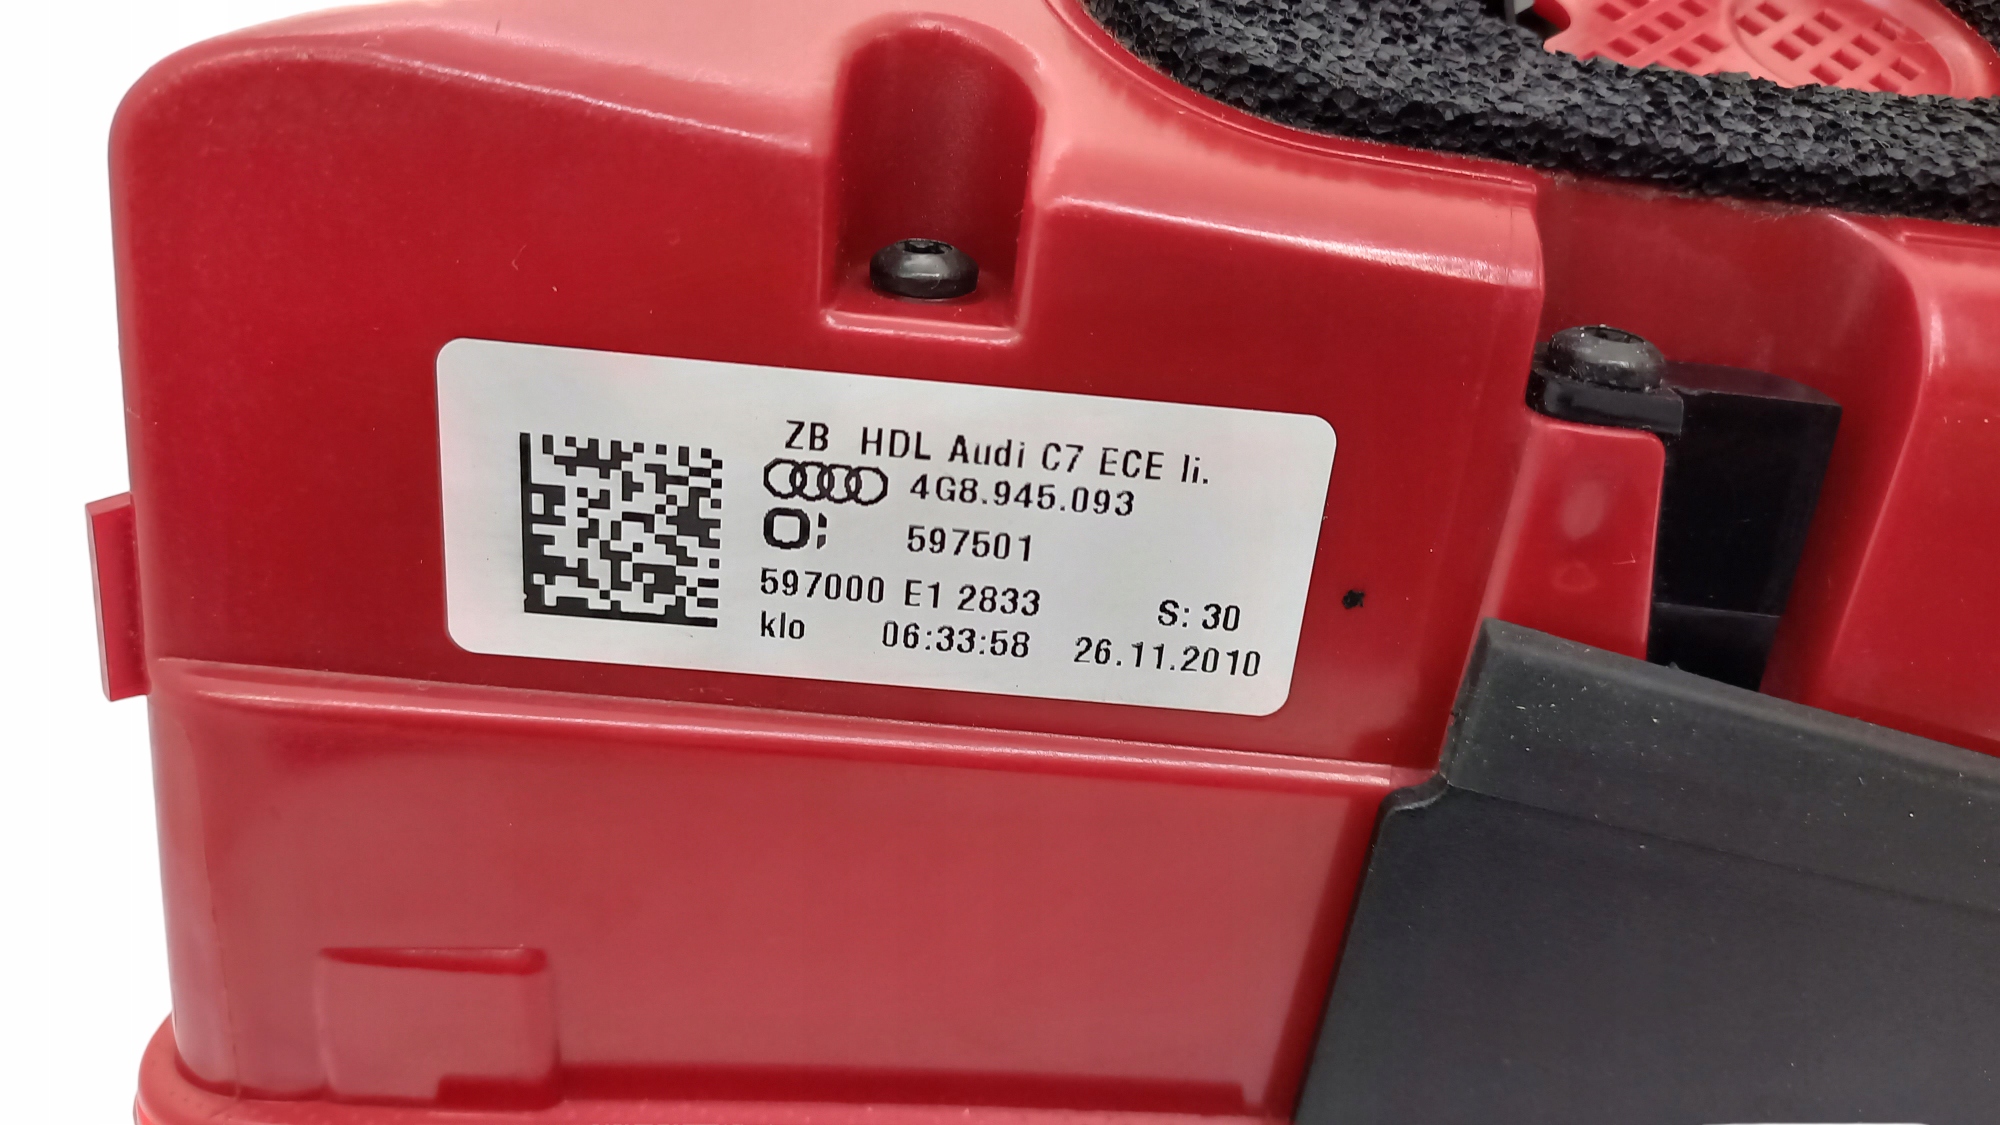 ZB HDL Audi C7 ECE li.
4G8.945.093
597501
597000 E1 2833 S: 30
klo 06:33:58 26.11.2010